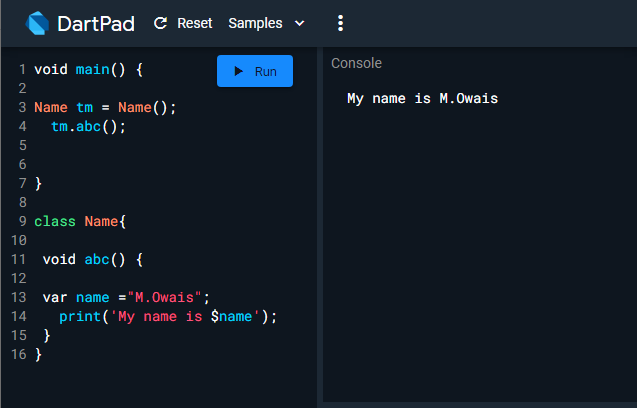 DartPad Reset Samples
Run
Console
1 void main() {
2
3 Name tm = Name();
4 tm.abc();
5
6
7 }
8
9 class Name{
10
11 void abc() {
12
13 var name ="M.Owais";
14 print('My name is $name');
15 }
16 }
My name is M.Owais